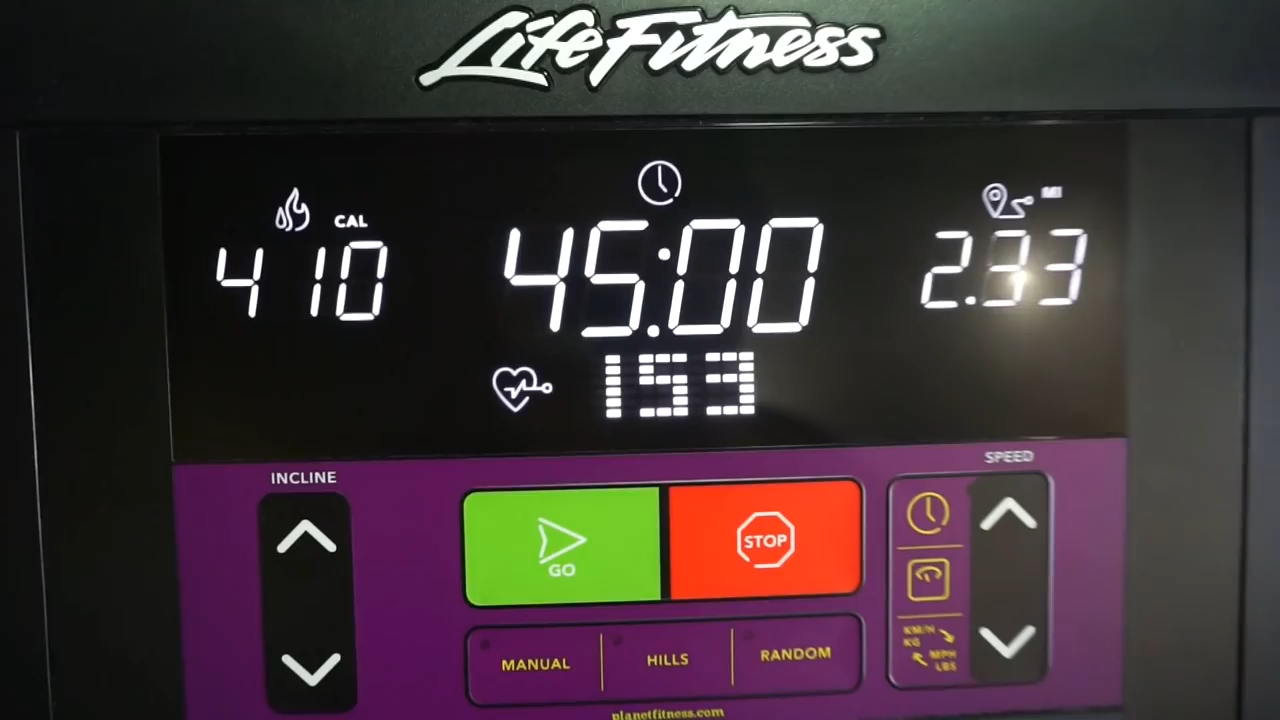 LifeFitness
CAL
MI
410
45:00
2.33
153
INCLINE
SPEED
GO
STOP
KM/H
KG
MPH
LBS
MANUAL
HILLS
RANDOM
planetfitness.com